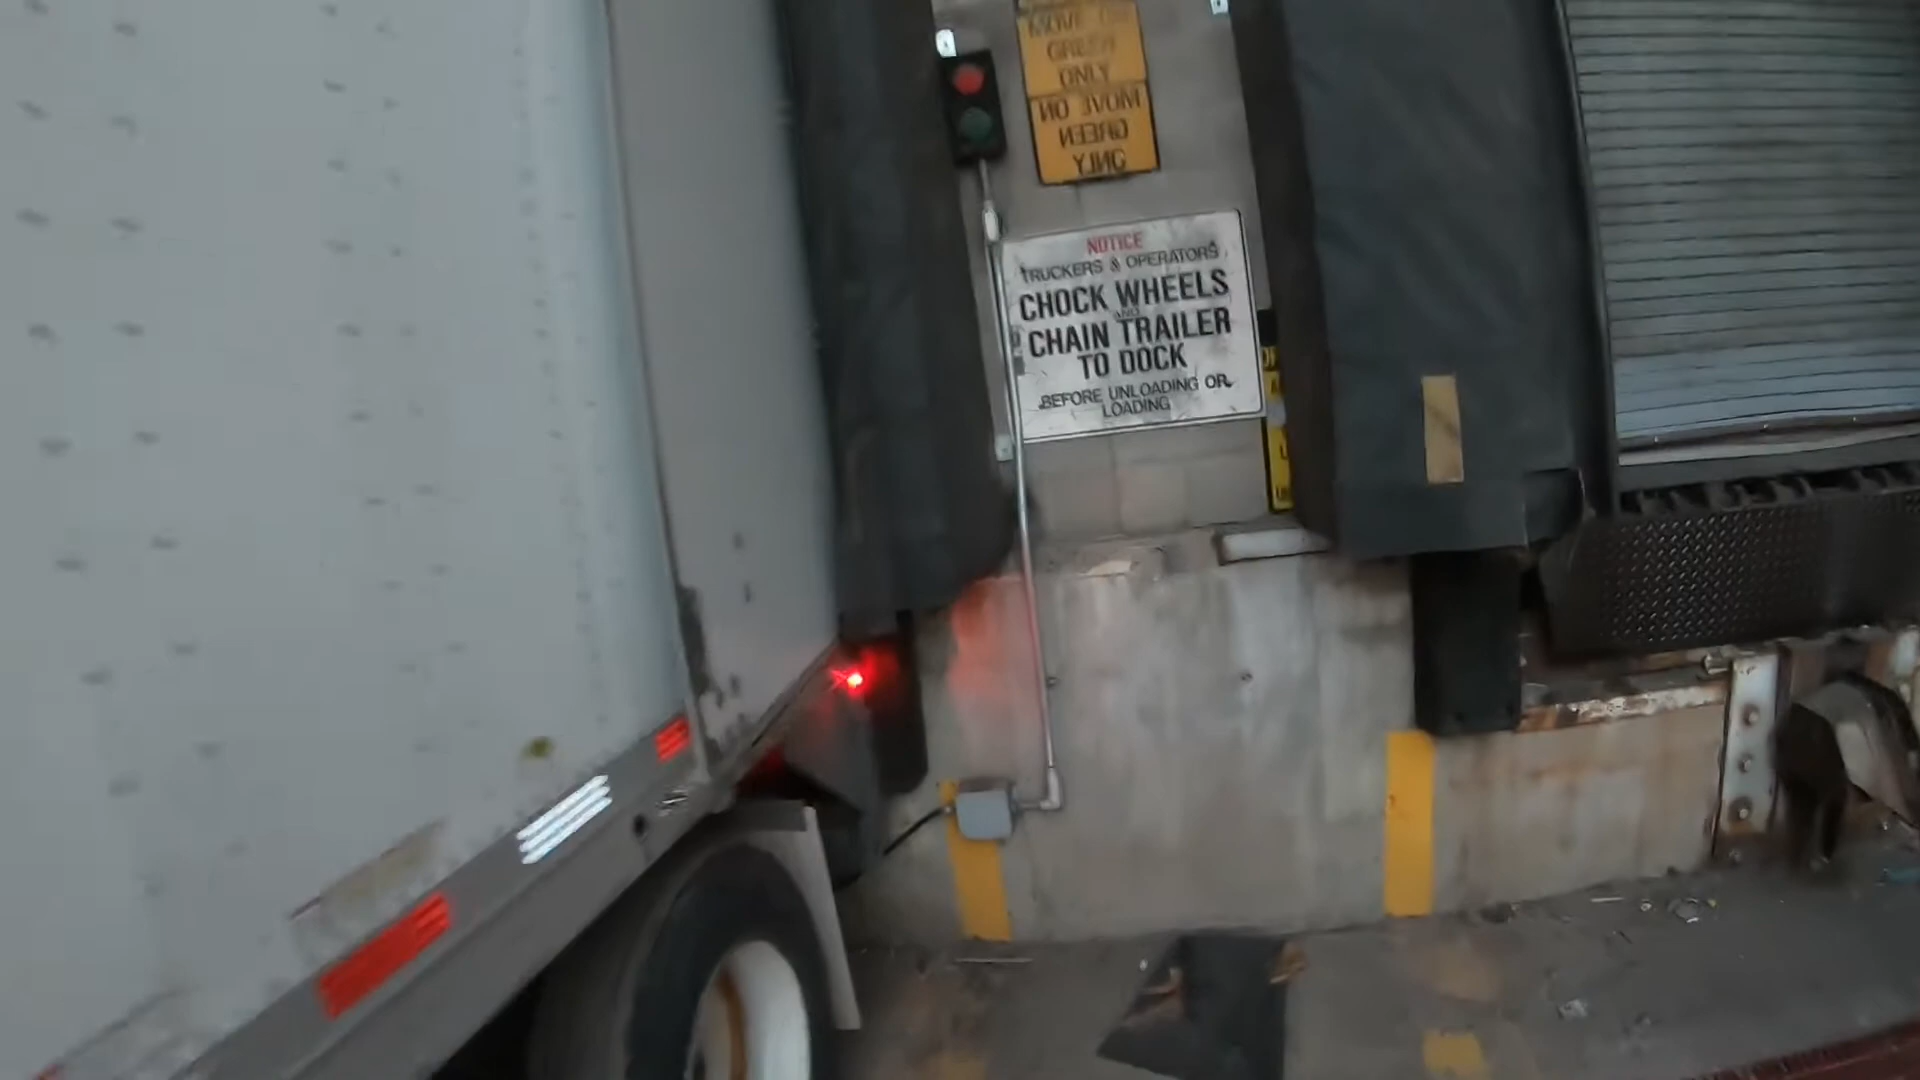 MOVE ON
GREEN
ONLY
MOVE ON
GREEN
ONLY
NOTICE
TRUCKERS & OPERATORS
CHOCK WHEELS
AND
CHAIN TRAILER
TO DOCK
BEFORE UNLOADING OR
LOADING